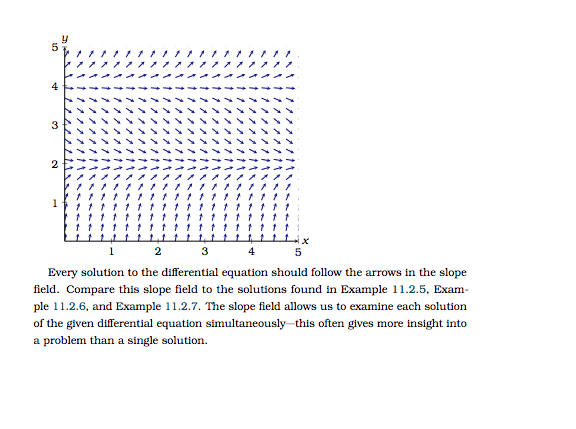 y
5
4
3
2
1
x
1 2 3 4 5
Every solution to the differential equation should follow the arrows in the slope
field. Compare this slope field to the solutions found in Example 11.2.5, Exam-
ple 11.2.6, and Example 11.2.7. The slope field allows us to examine each solution
of the given differential equation simultaneously—this often gives more insight into
a problem than a single solution.